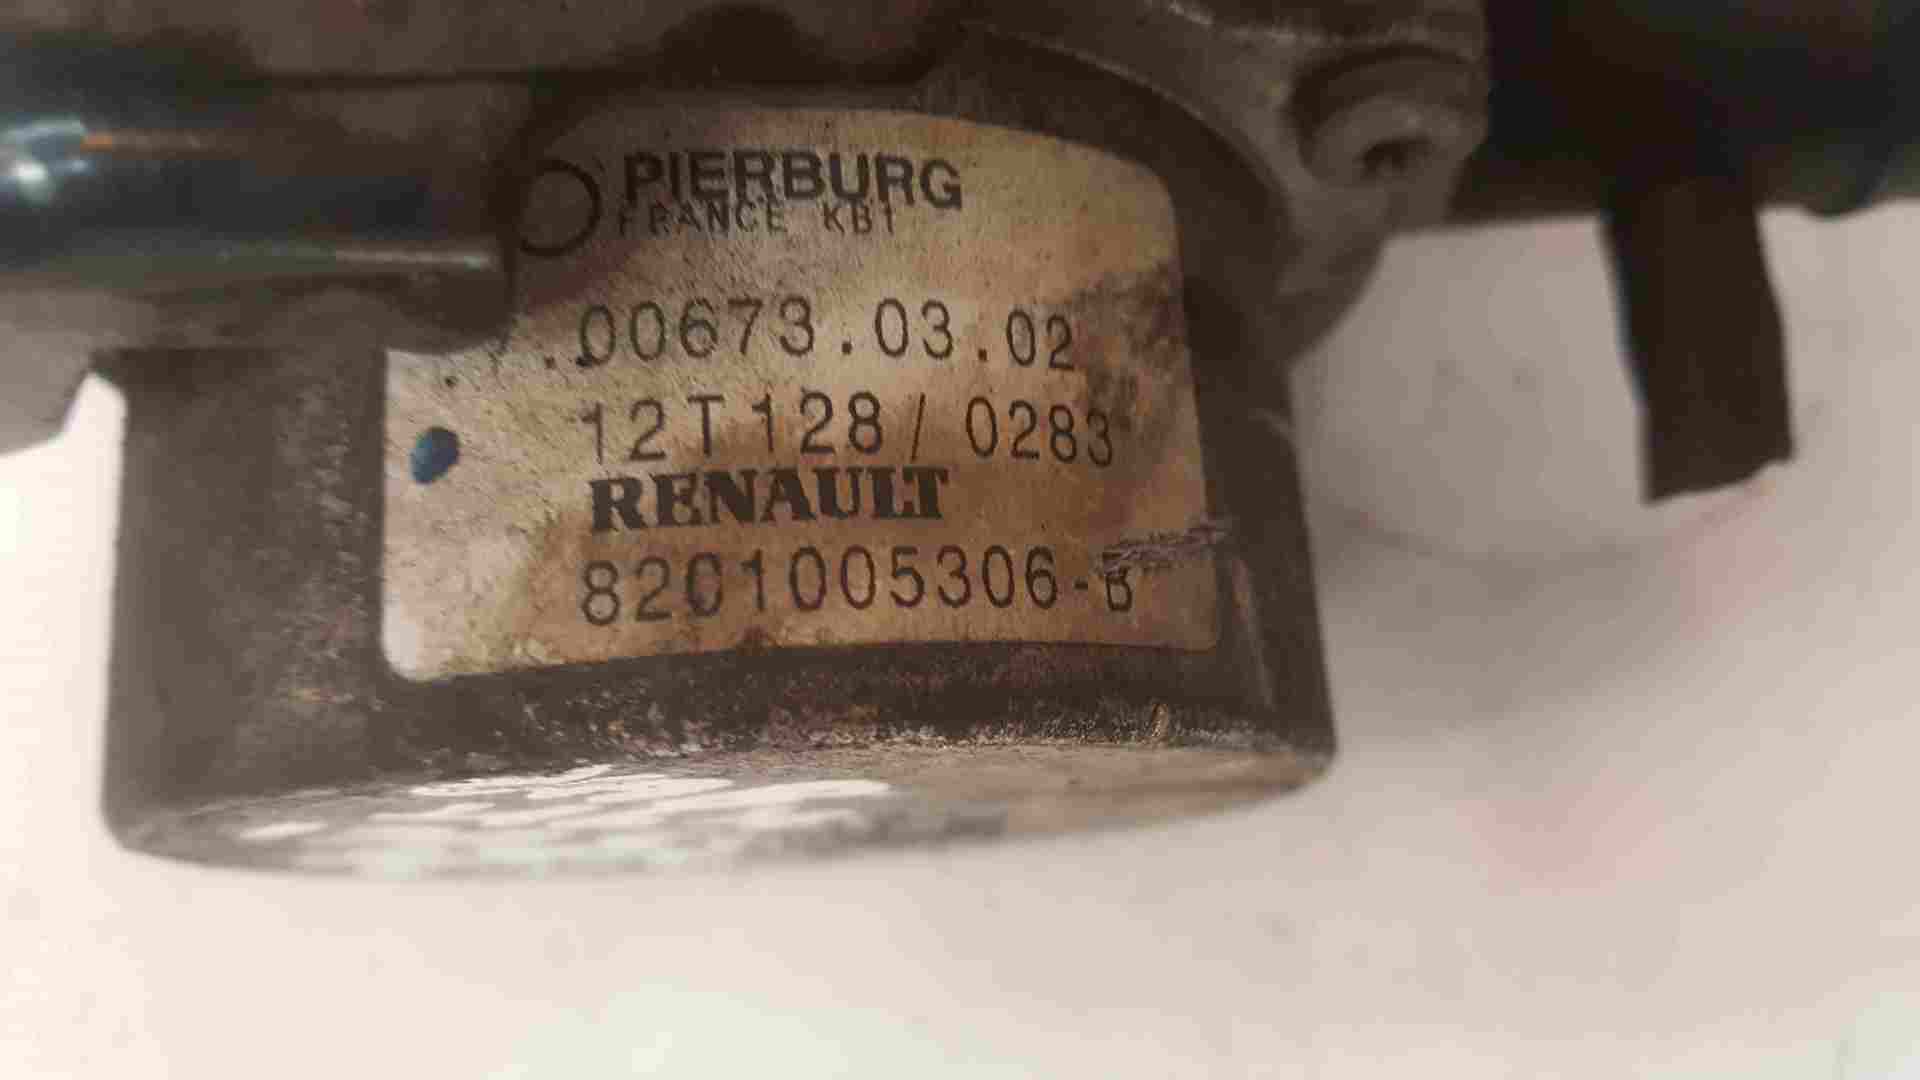 PIERBURG
FRANCE KB1
.00673.03.02
12T128/0283
RENAULT
8201005306-B